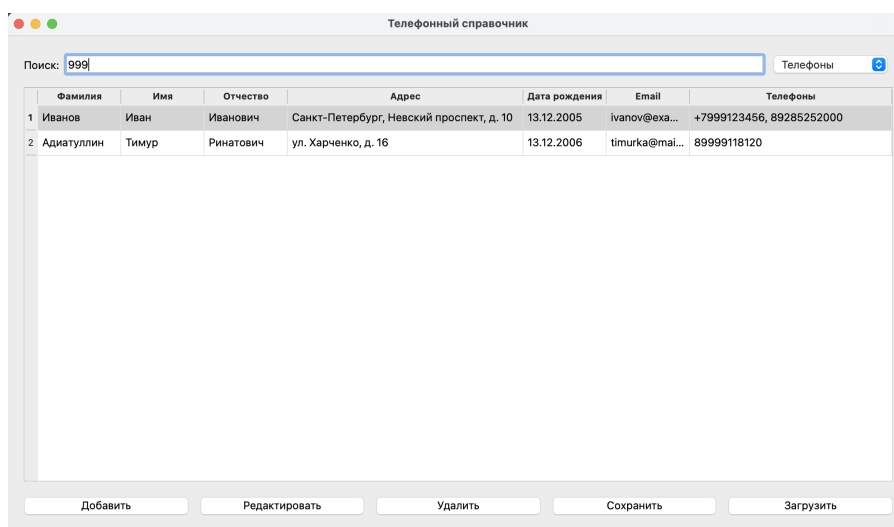 Телефонный справочник
Поиск: 999 Телефоны
Фамилия Имя Отчество Адрес Дата рождения Email Телефоны
1 Иванов Иван Иванович Санкт-Петербург, Невский проспект, д. 10 13.12.2005 ivanov@exa... +7999123456, 89285252000
2 Адиатуллин Тимур Ринатович ул. Харченко, д. 16 13.12.2006 timurka@mai... 89999118120
Добавить Редактировать Удалить Сохранить Загрузить